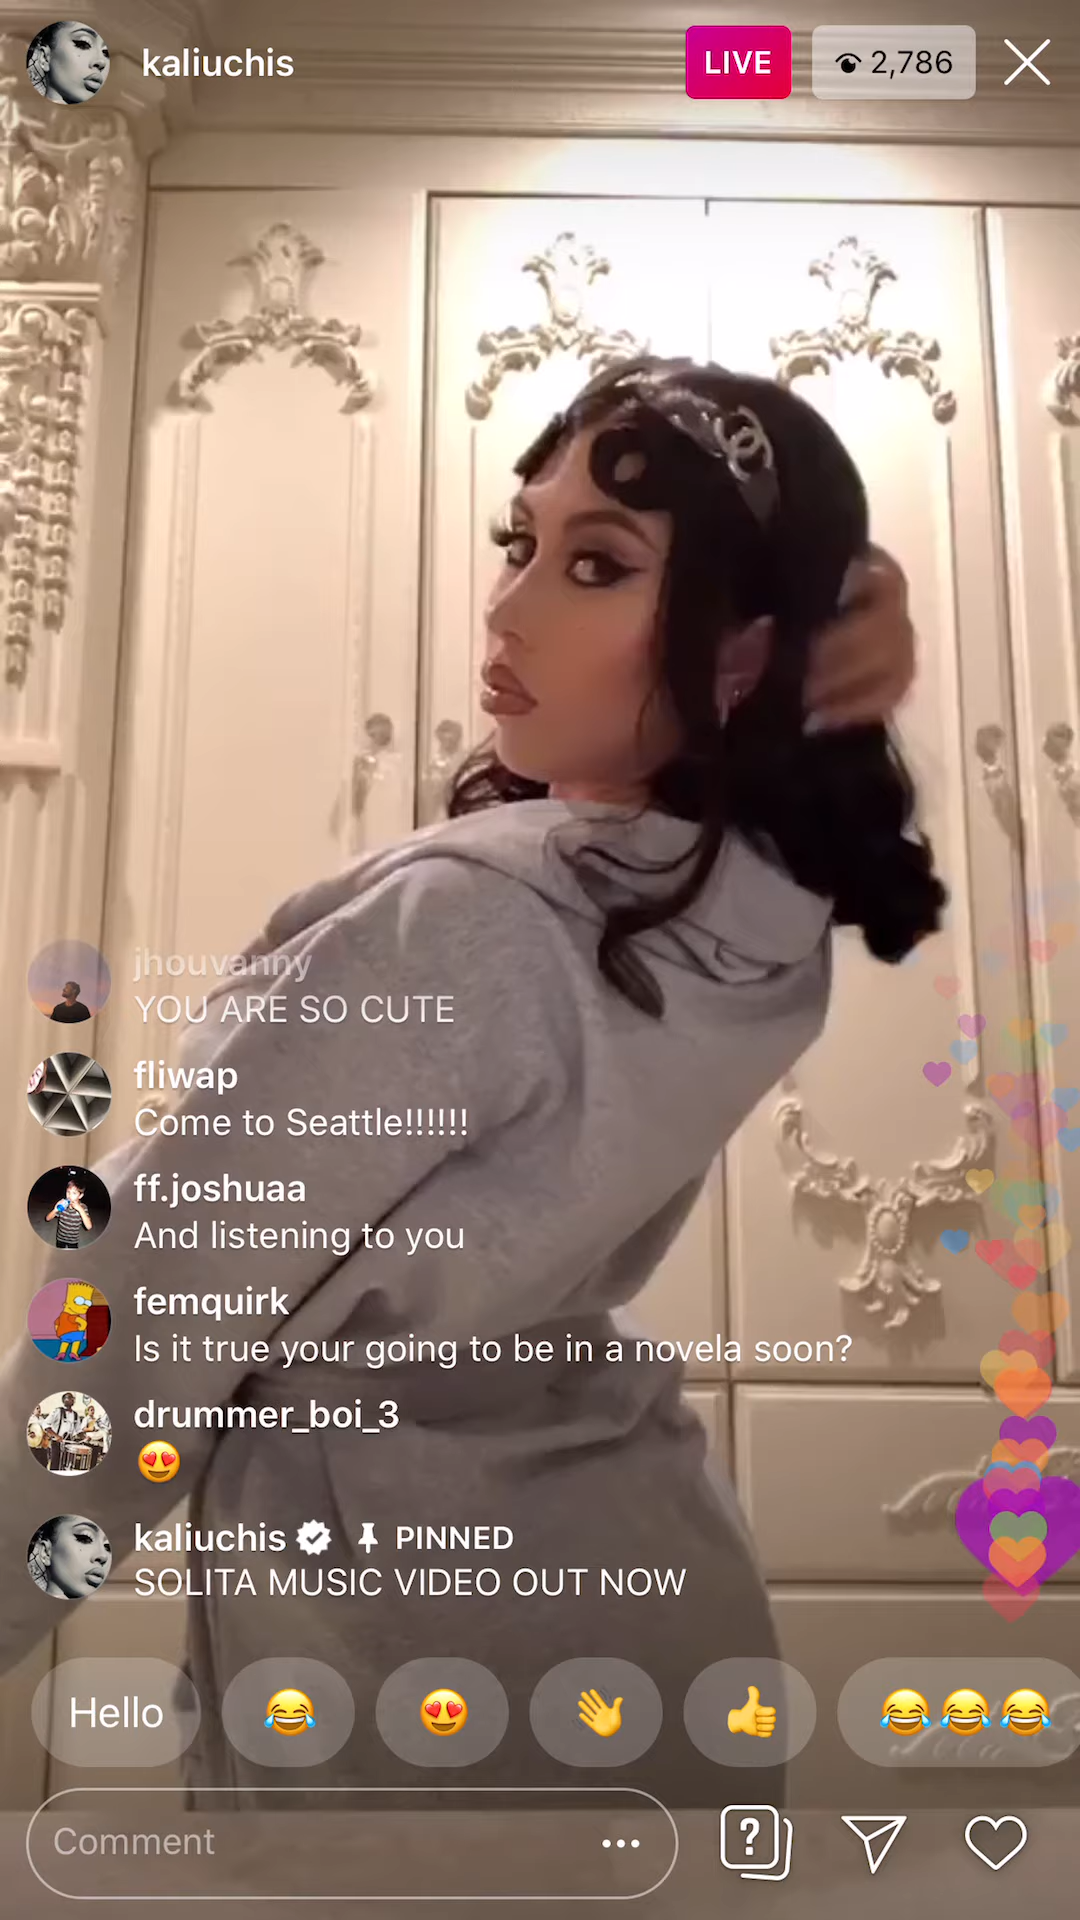 kaliuchis
LIVE
2,786
jhouvanny
YOU ARE SO CUTE
fliwap
Come to Seattle!!!!!!
ff.joshuaa
And listening to you
femquirk
Is it true your going to be in a novela soon?
drummer_boi_3
😍
kaliuchis PINNED
SOLITA MUSIC VIDEO OUT NOW
Hello 😂 😍 👋 👍 😂😂😂
Comment ...
?